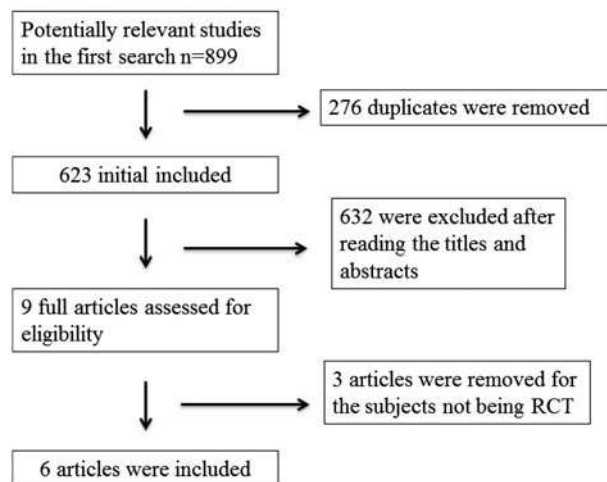 Potentially relevant studies
in the first search n=899
276 duplicates were removed
623 initial included
632 were excluded after
reading the titles and
abstracts
9 full articles assessed for
eligibility
3 articles were removed for
the subjects not being RCT
6 articles were included